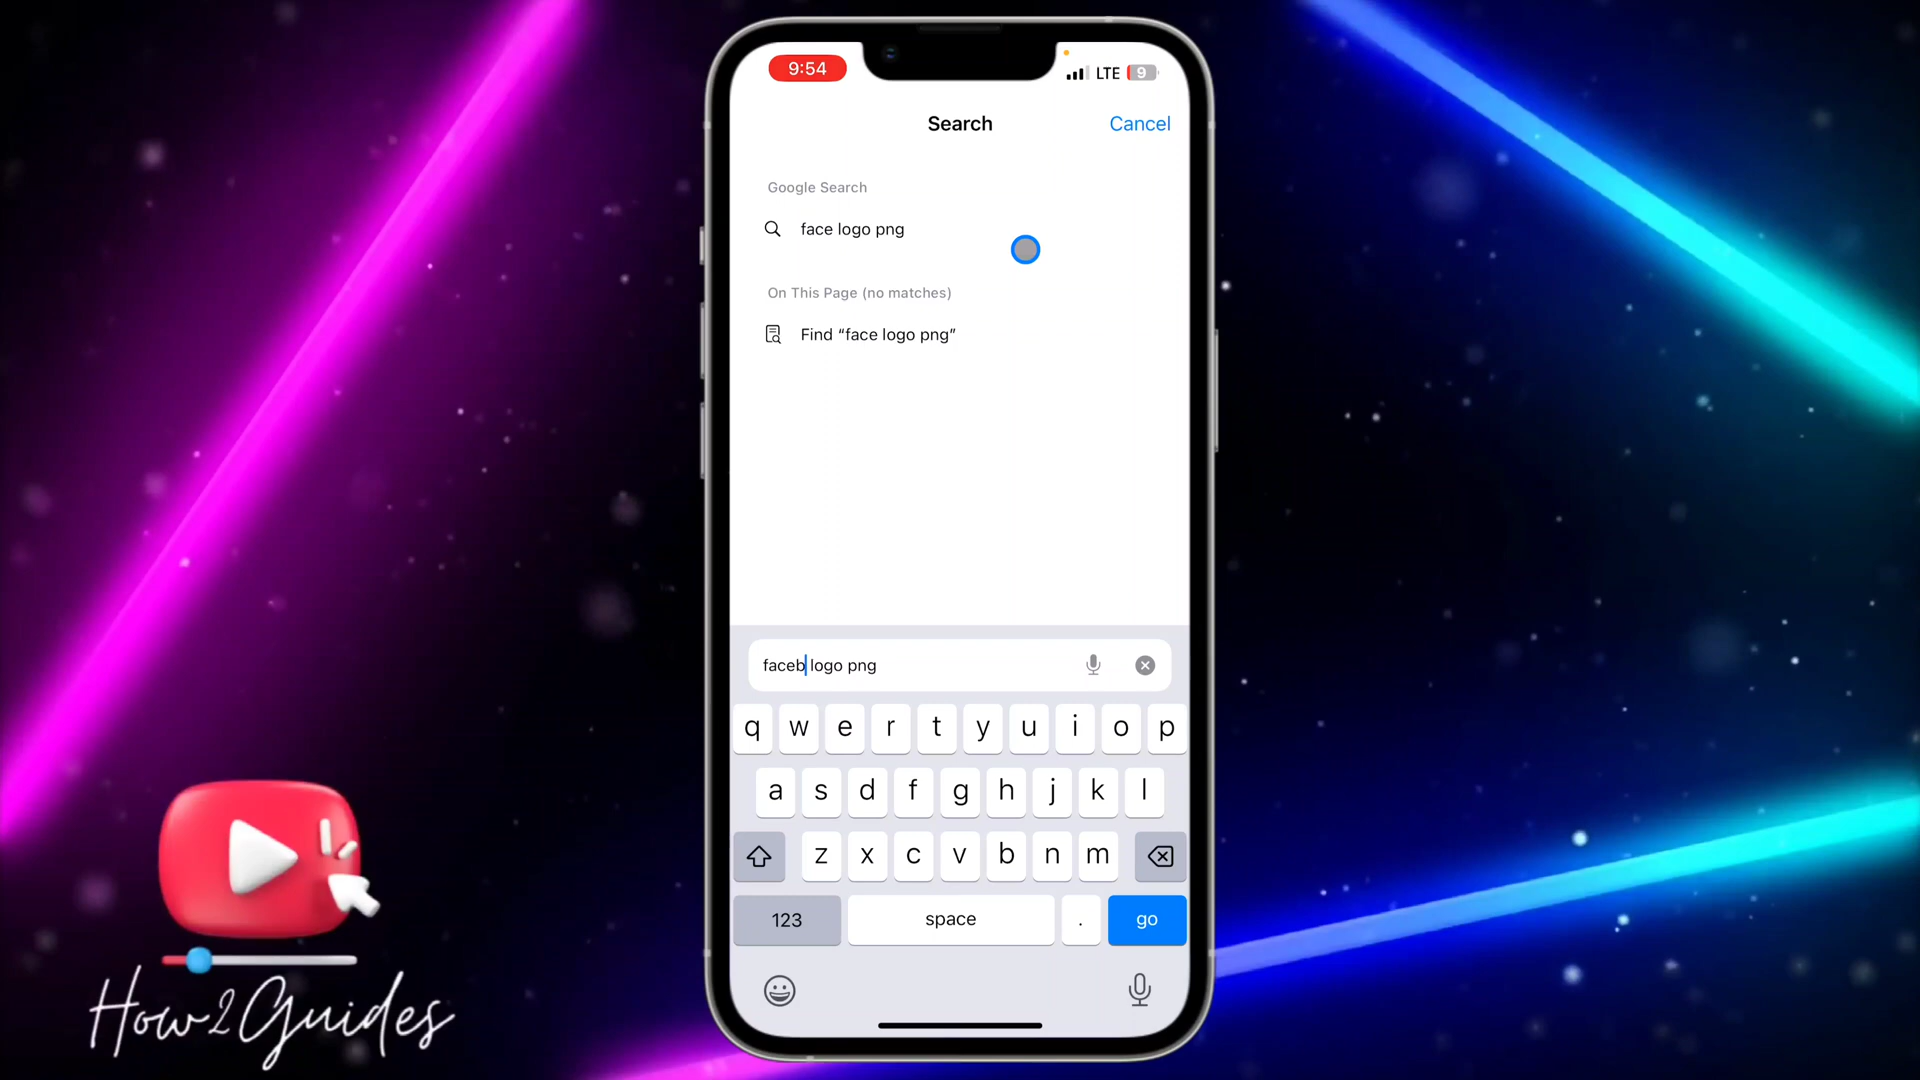 9:54
LTE 9
Search
Cancel
Google Search
face logo png
On This Page (no matches)
Find “face logo png”
faceb logo png
q w e r t y u i o p
a s d f g h j k l
z x c v b n m
123 space . go
How2Guides